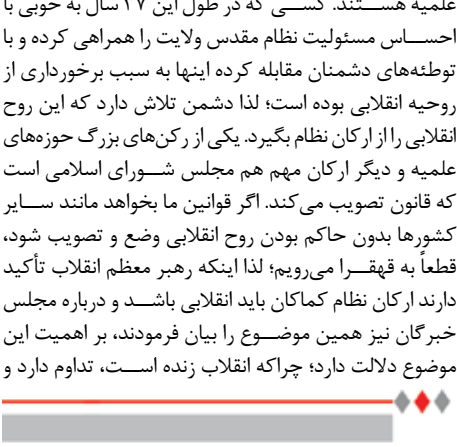 علمیه هستند. کسی که در طول این ۳۷ سال به خوبی با
احساس مسئولیت نظام مقدس ولایت را همراهی کرده و با
توطئه‌های دشمنان مقابله کرده اینها به سبب برخورداری از
روحیه انقلابی بوده است؛ لذا دشمن تلاش دارد که این روح
انقلابی را از ارکان نظام بگیرد. یکی از رکن‌های بزرگ حوزه‌های
علمیه و دیگر ارکان مهم هم مجلس شورای اسلامی است
که قانون تصویب می‌کند. اگر قوانین ما بخواهد مانند سایر
کشورها بدون حاکم بودن روح انقلابی وضع و تصویب شود،
قطعاً به قهقرا می‌رویم؛ لذا اینکه رهبر معظم انقلاب تأکید
دارند ارکان نظام کماکان باید انقلابی باشد و درباره مجلس
خبرگان نیز همین موضوع را بیان فرمودند، بر اهمیت این
موضوع دلالت دارد؛ چراکه انقلاب زنده است، تداوم دارد و